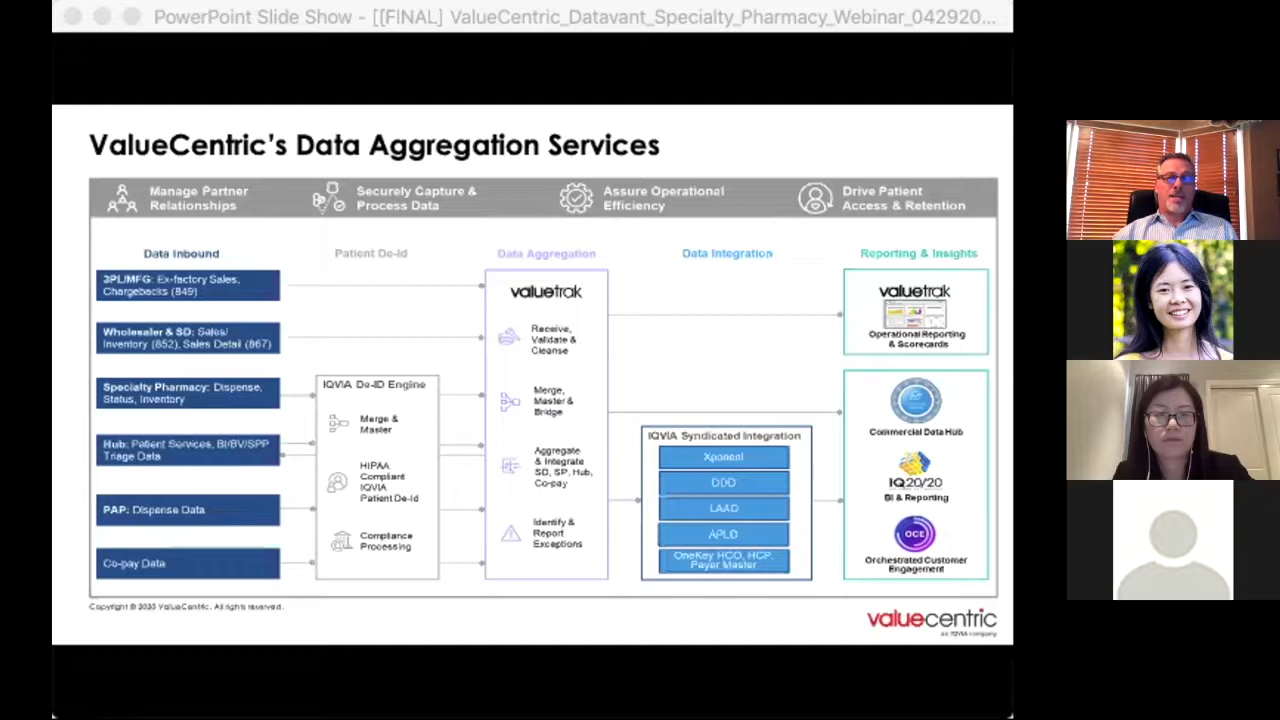 PowerPoint Slide Show - [[FINAL] ValueCentric_Datavant_Specialty_Pharmacy_Webinar_042920...
ValueCentric's Data Aggregation Services
Manage Partner
Relationships
Securely Capture &
Process Data
Assure Operational
Efficiency
Drive Patient
Access & Retention
Data Inbound
Patient De-Id
Data Aggregation
Data Integration
Reporting & Insights
3PL/MFG: Ex-factory Sales,
Chargebacks (849)
Wholesaler & SD: Sales/
Inventory (852), Sales Detail (867)
Specialty Pharmacy: Dispense,
Status, Inventory
Hub: Patient Services, BI/BV/SPP
Triage Data
PAP: Dispense Data
Co-pay Data
IQVIA De-ID Engine
Merge &
Master
HIPAA
Compliant
IQVIA
Patient De-Id
Compliance
Processing
valuetrak
Receive,
Validate &
Cleanse
Merge,
Master &
Bridge
Aggregate
& Integrate
SD, SP, Hub,
Co-pay
Identify &
Report
Exceptions
IQVIA Syndicated Integration
Xponent
DDD
LAAD
APLD
OneKey HCO, HCP,
Payer Master
valuetrak
Operational Reporting
& Scorecards
Commercial Data Hub
IQ20/20
BI & Reporting
OCE
Orchestrated Customer
Engagement
Copyright © 2020 ValueCentric. All rights reserved.
valuecentric
an IQVIA company